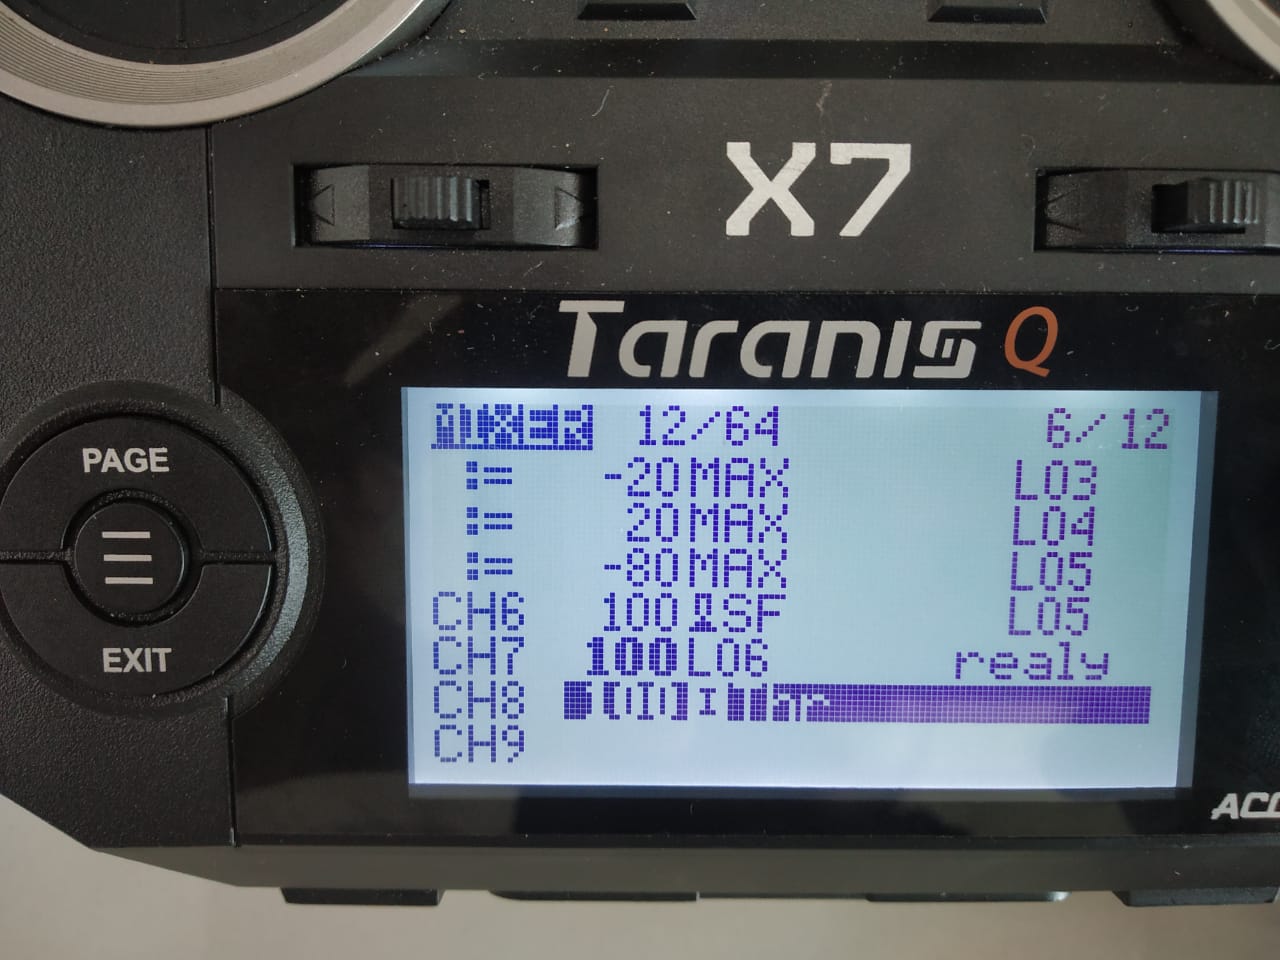 X7
Taranis Q
PAGE
EXIT
MIXER 12/64 6/12
:= -20 MAX L03
:= 20 MAX L04
:= -80 MAX L05
CH6 100 SF L05
CH7 100 L06 realy
CH8
CH9